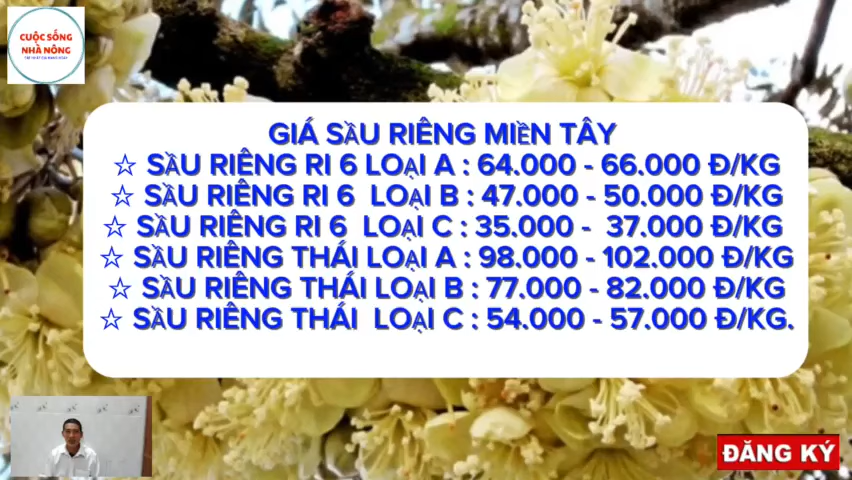 CUỘC SỐNG
NHÀ NÔNG
GIÁ SẦU RIÊNG MIỀN TÂY
☆ SẦU RIÊNG RI 6 LOẠI A : 64.000 - 66.000 Đ/KG
☆ SẦU RIÊNG RI 6 LOẠI B : 47.000 - 50.000 Đ/KG
☆ SẦU RIÊNG RI 6 LOẠI C : 35.000 - 37.000 Đ/KG
☆ SẦU RIÊNG THÁI LOẠI A : 98.000 - 102.000 Đ/KG
☆ SẦU RIÊNG THÁI LOẠI B : 77.000 - 82.000 Đ/KG
☆ SẦU RIÊNG THÁI LOẠI C : 54.000 - 57.000 Đ/KG.
ĐĂNG KÝ